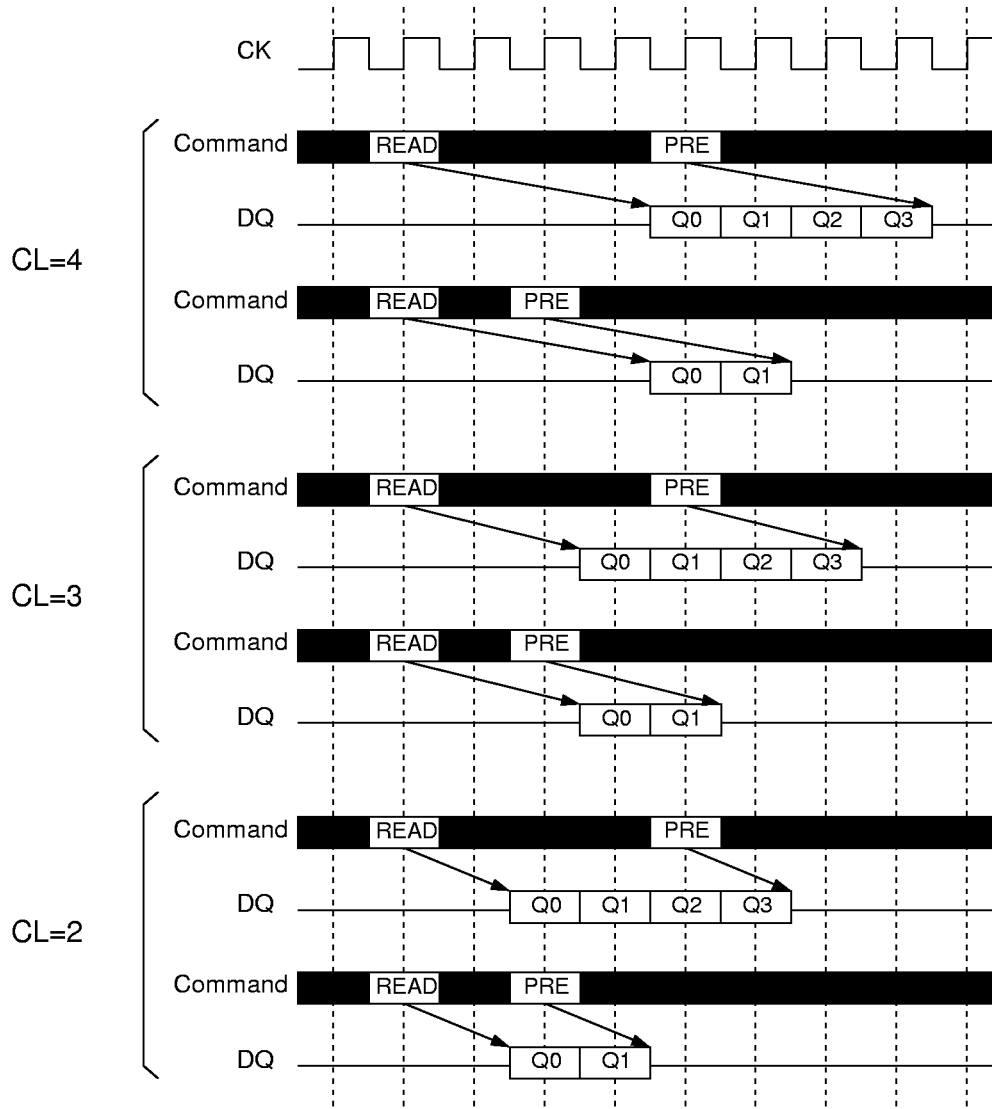 CK
Command READ PRE
DQ Q0 Q1 Q2 Q3
CL=4
Command READ PRE
DQ Q0 Q1
Command READ PRE
DQ Q0 Q1 Q2 Q3
CL=3
Command READ PRE
DQ Q0 Q1
Command READ PRE
DQ Q0 Q1 Q2 Q3
CL=2
Command READ PRE
DQ Q0 Q1